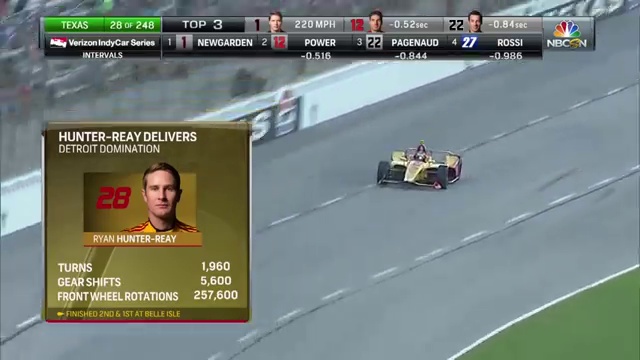 TEXAS 28 OF 248 TOP 3 1 220 MPH 12 -0.52sec 22 -0.84sec
Verizon IndyCar Series 1 1 NEWGARDEN 2 12 POWER 3 22 PAGENAUD 4 27 ROSSI NBCSN
INTERVALS -0.516 -0.844 -0.986
HUNTER-REAY DELIVERS
DETROIT DOMINATION
28
RYAN HUNTER-REAY
TURNS 1,960
GEAR SHIFTS 5,600
FRONT WHEEL ROTATIONS 257,600
FINISHED 2ND & 1ST AT BELLE ISLE